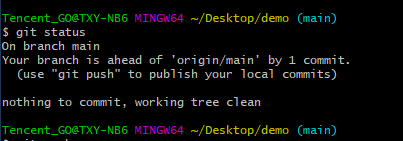 Tencent_GO@TXY-NB6 MINGW64 ~/Desktop/demo (main)
$ git status
On branch main
Your branch is ahead of 'origin/main' by 1 commit.
  (use "git push" to publish your local commits)

nothing to commit, working tree clean

Tencent_GO@TXY-NB6 MINGW64 ~/Desktop/demo (main)